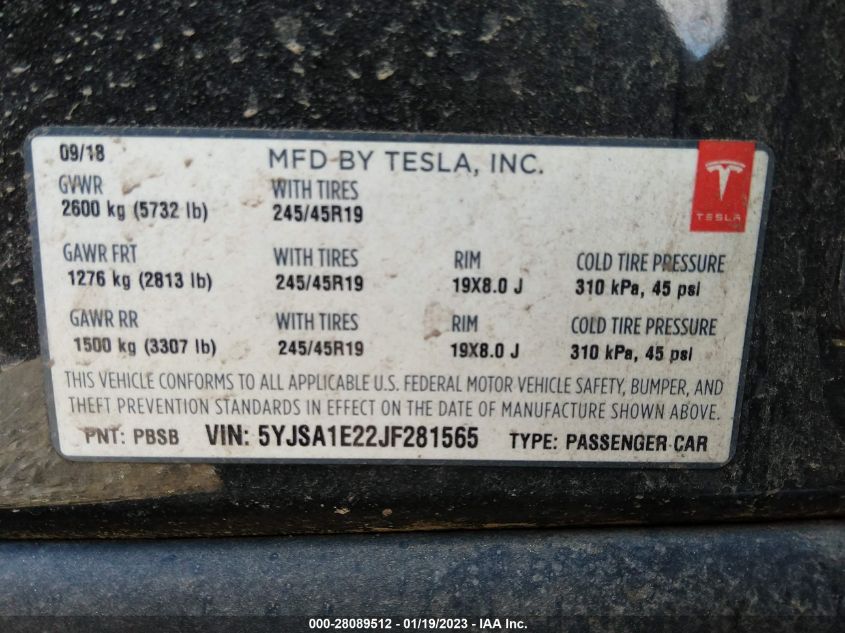 09/18 MFD BY TESLA, INC.
TESLA
GVWR WITH TIRES
2600 kg (5732 lb) 245/45R19
GAWR FRT WITH TIRES RIM COLD TIRE PRESSURE
1276 kg (2813 lb) 245/45R19 19X8.0 J 310 kPa, 45 psi
GAWR RR WITH TIRES RIM COLD TIRE PRESSURE
1500 kg (3307 lb) 245/45R19 19X8.0 J 310 kPa, 45 psi
THIS VEHICLE CONFORMS TO ALL APPLICABLE U.S. FEDERAL MOTOR VEHICLE SAFETY, BUMPER, AND
THEFT PREVENTION STANDARDS IN EFFECT ON THE DATE OF MANUFACTURE SHOWN ABOVE.
PNT: PBSB VIN: 5YJSA1E22JF281565 TYPE: PASSENGER CAR
000-28089512 - 01/19/2023 - IAA Inc.